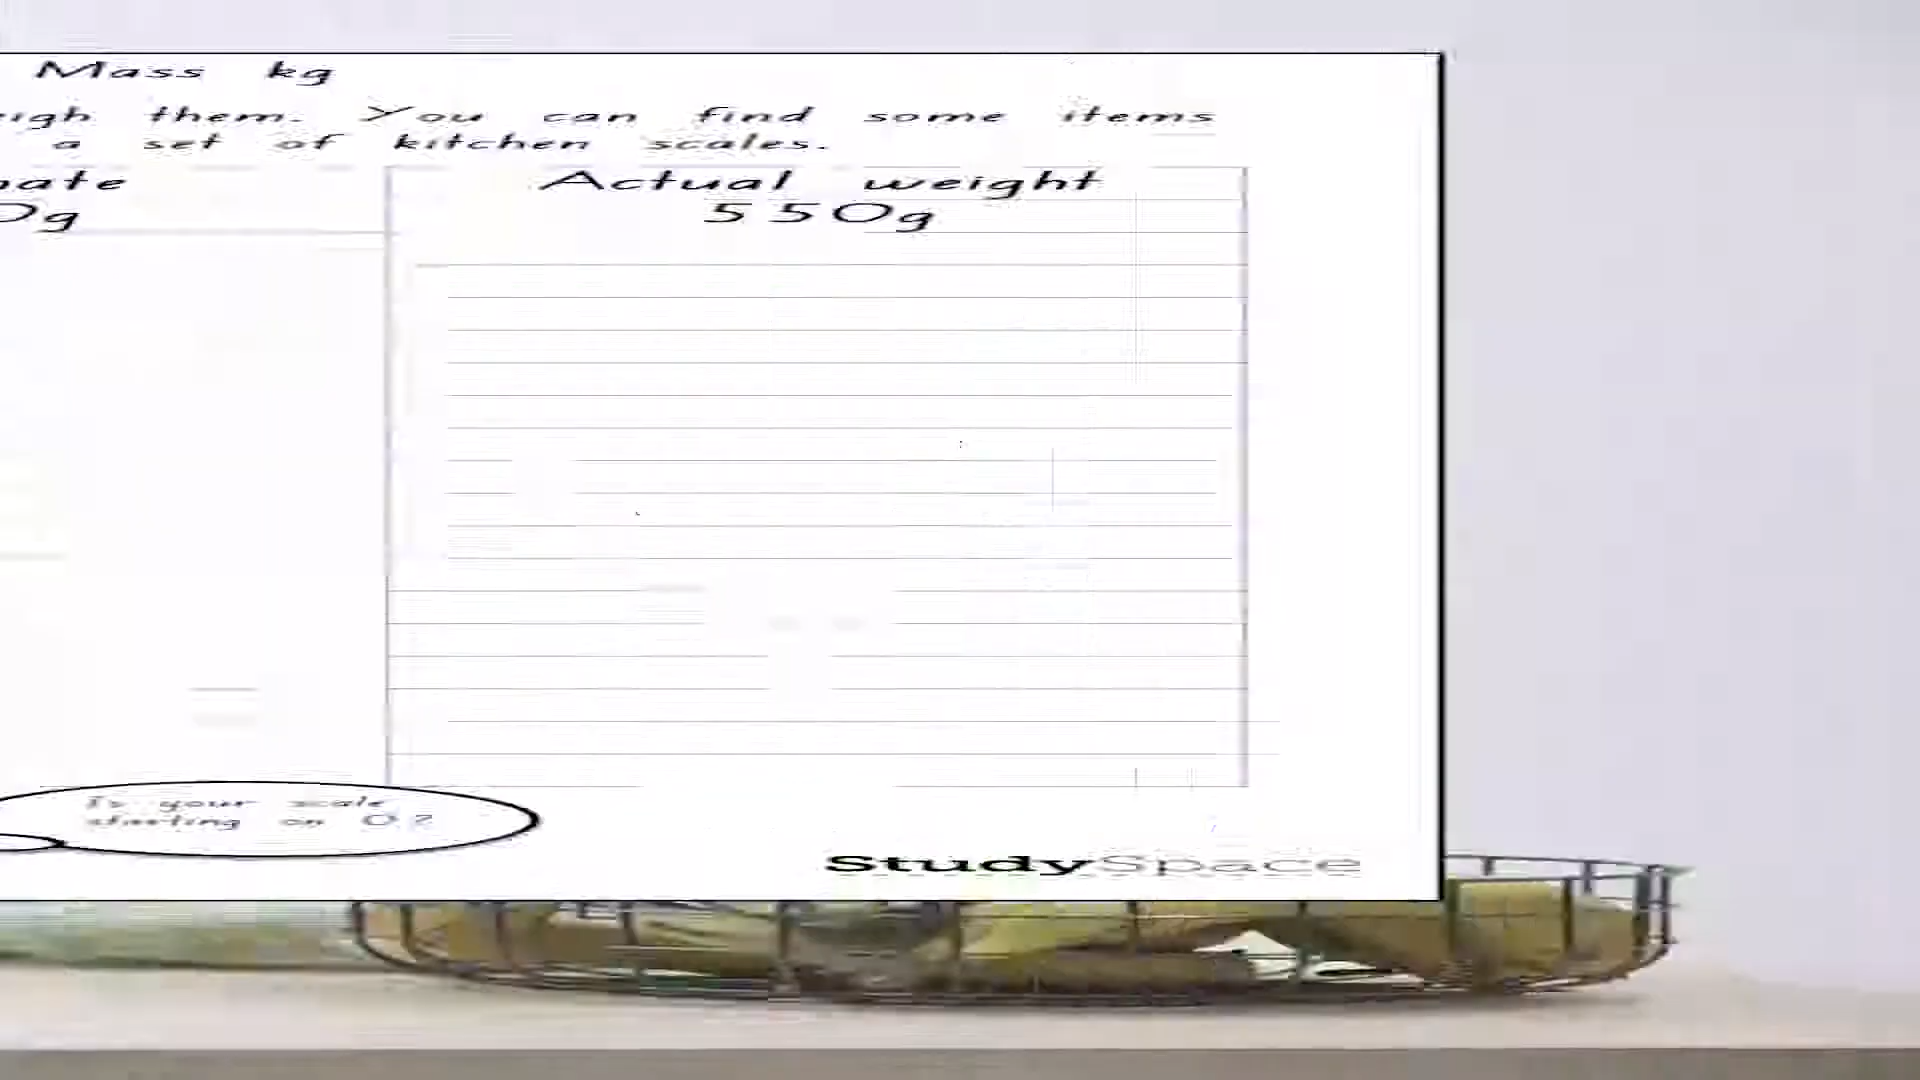 Mass kg
them. You can find some items
a set of kitchen scales.
Actual weight
550g
Is your scale
starting on 0?
StudySpace